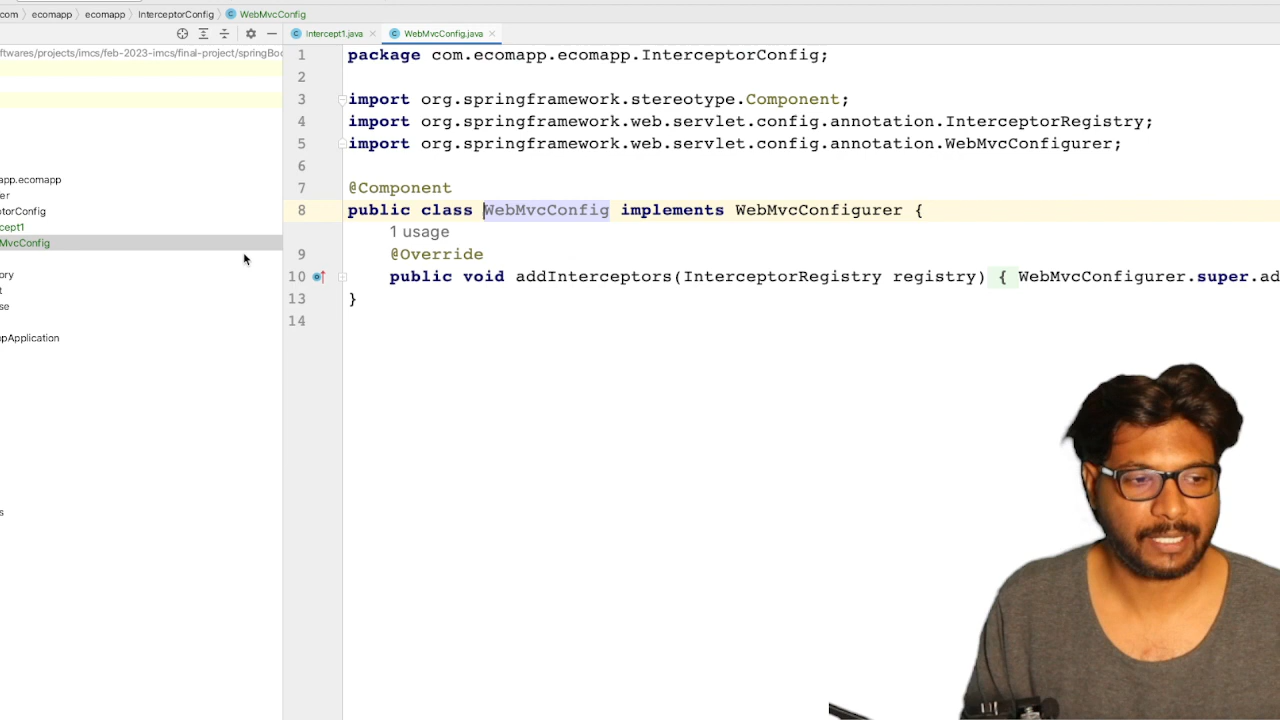 com ecomapp ecomapp InterceptorConfig WebMvcConfig
Intercept1.java WebMvcConfig.java
ftwares/projects/imcs/feb-2023-imcs/final-project/springBoo
app.ecomapp
er
torConfig
cept1
MvcConfig
ory
t
se
pApplication
s
1 package com.ecomapp.ecomapp.InterceptorConfig;
2
3 import org.springframework.stereotype.Component;
4 import org.springframework.web.servlet.config.annotation.InterceptorRegistry;
5 import org.springframework.web.servlet.config.annotation.WebMvcConfigurer;
6
7 @Component
8 public class WebMvcConfig implements WebMvcConfigurer {
1 usage
9 @Override
10 public void addInterceptors(InterceptorRegistry registry) { WebMvcConfigurer.super.ad
13 }
14